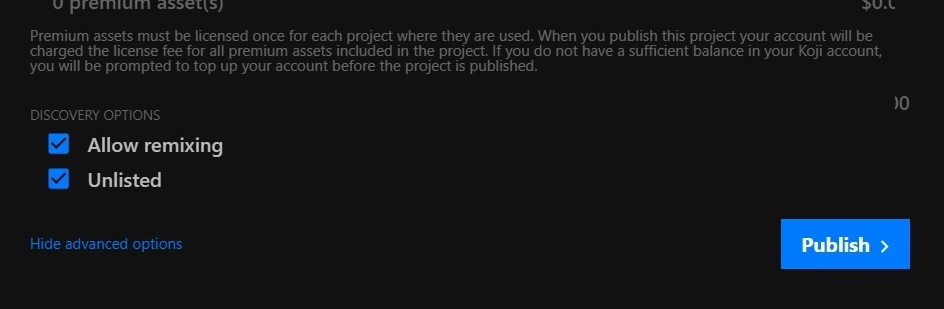 0 premium asset(s) $0.0
Premium assets must be licensed once for each project where they are used. When you publish this project your account will be
charged the license fee for all premium assets included in the project. If you do not have a sufficient balance in your Koji account,
you will be prompted to top up your account before the project is published.
00
DISCOVERY OPTIONS
Allow remixing
Unlisted
Hide advanced options
Publish >